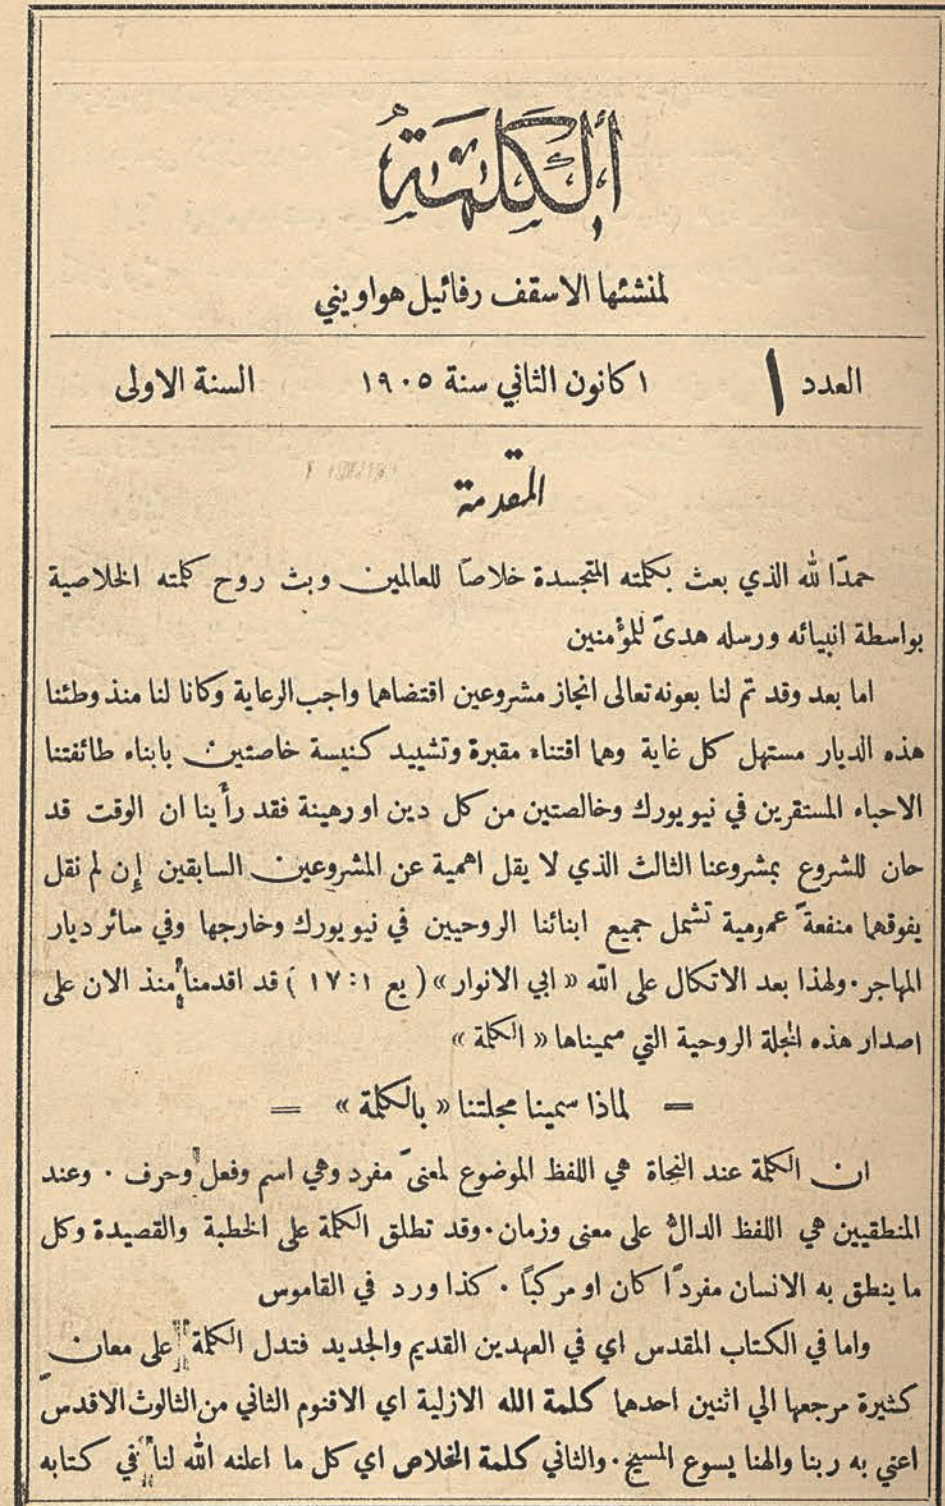 الكلمة
لمنشئها الاسقف رفائيل هواويني
العدد ١ ١ كانون الثاني سنة ١٩٠٥ السنة الاولى
المقدمة
حمدًا لله الذي بعث بكلمته المتجسدة خلاصًا للعالمين وبث روح كلمته الخلاصية
بواسطة انبيائه ورسله هدىً للمؤمنين
اما بعد وقد تم لنا بعونه تعالى انجاز مشروعين اقتضاهما واجب الرعاية وكانا لنا منذ وطئنا
هذه الديار مستهل كل غاية وهما اقتناء مقبرة وتشييد كنيسة خاصتين بابناء طائفتنا
الاحباء المستقرين في نيويورك وخالصتين من كل دين او رهينة فقد رأينا ان الوقت قد
حان للشروع بمشروعنا الثالث الذي لا يقل اهمية عن المشروعين السابقين إن لم نقل
يفوقهما منفعةً عمومية تشمل جميع ابنائنا الروحيين في نيويورك وخارجها وفي سائر ديار
المهاجر. ولهذا بعد الاتكال على الله « ابي الانوار » ( يع ١ : ١٧ ) قد اقدمنا منذ الان على
اصدار هذه المجلة الروحية التي سميناها « الكلمة »
= لماذا سمينا مجلتنا « بالكلمة » =
ان الكلمة عند النحاة هي اللفظ الموضوع لمعنىً مفرد وهي اسم وفعل وحرف . وعند
المنطقيين هي اللفظ الدالُّ على معنى وزمان. وقد تطلق الكلمة على الخطبة والقصيدة وكل
ما ينطق به الانسان مفردًا كان او مركبًا . كذا ورد في القاموس
واما في الكتاب المقدس اي في العهدين القديم والجديد فتدل الكلمة على معانٍ
كثيرة مرجعها الي اثنين احدهما كلمة الله الازلية اي الاقنوم الثاني من الثالوث الاقدس
اعني به ربنا والهنا يسوع المسيح. والثاني كلمة الخلاص اي كل ما اعلنه الله لنا في كتابه